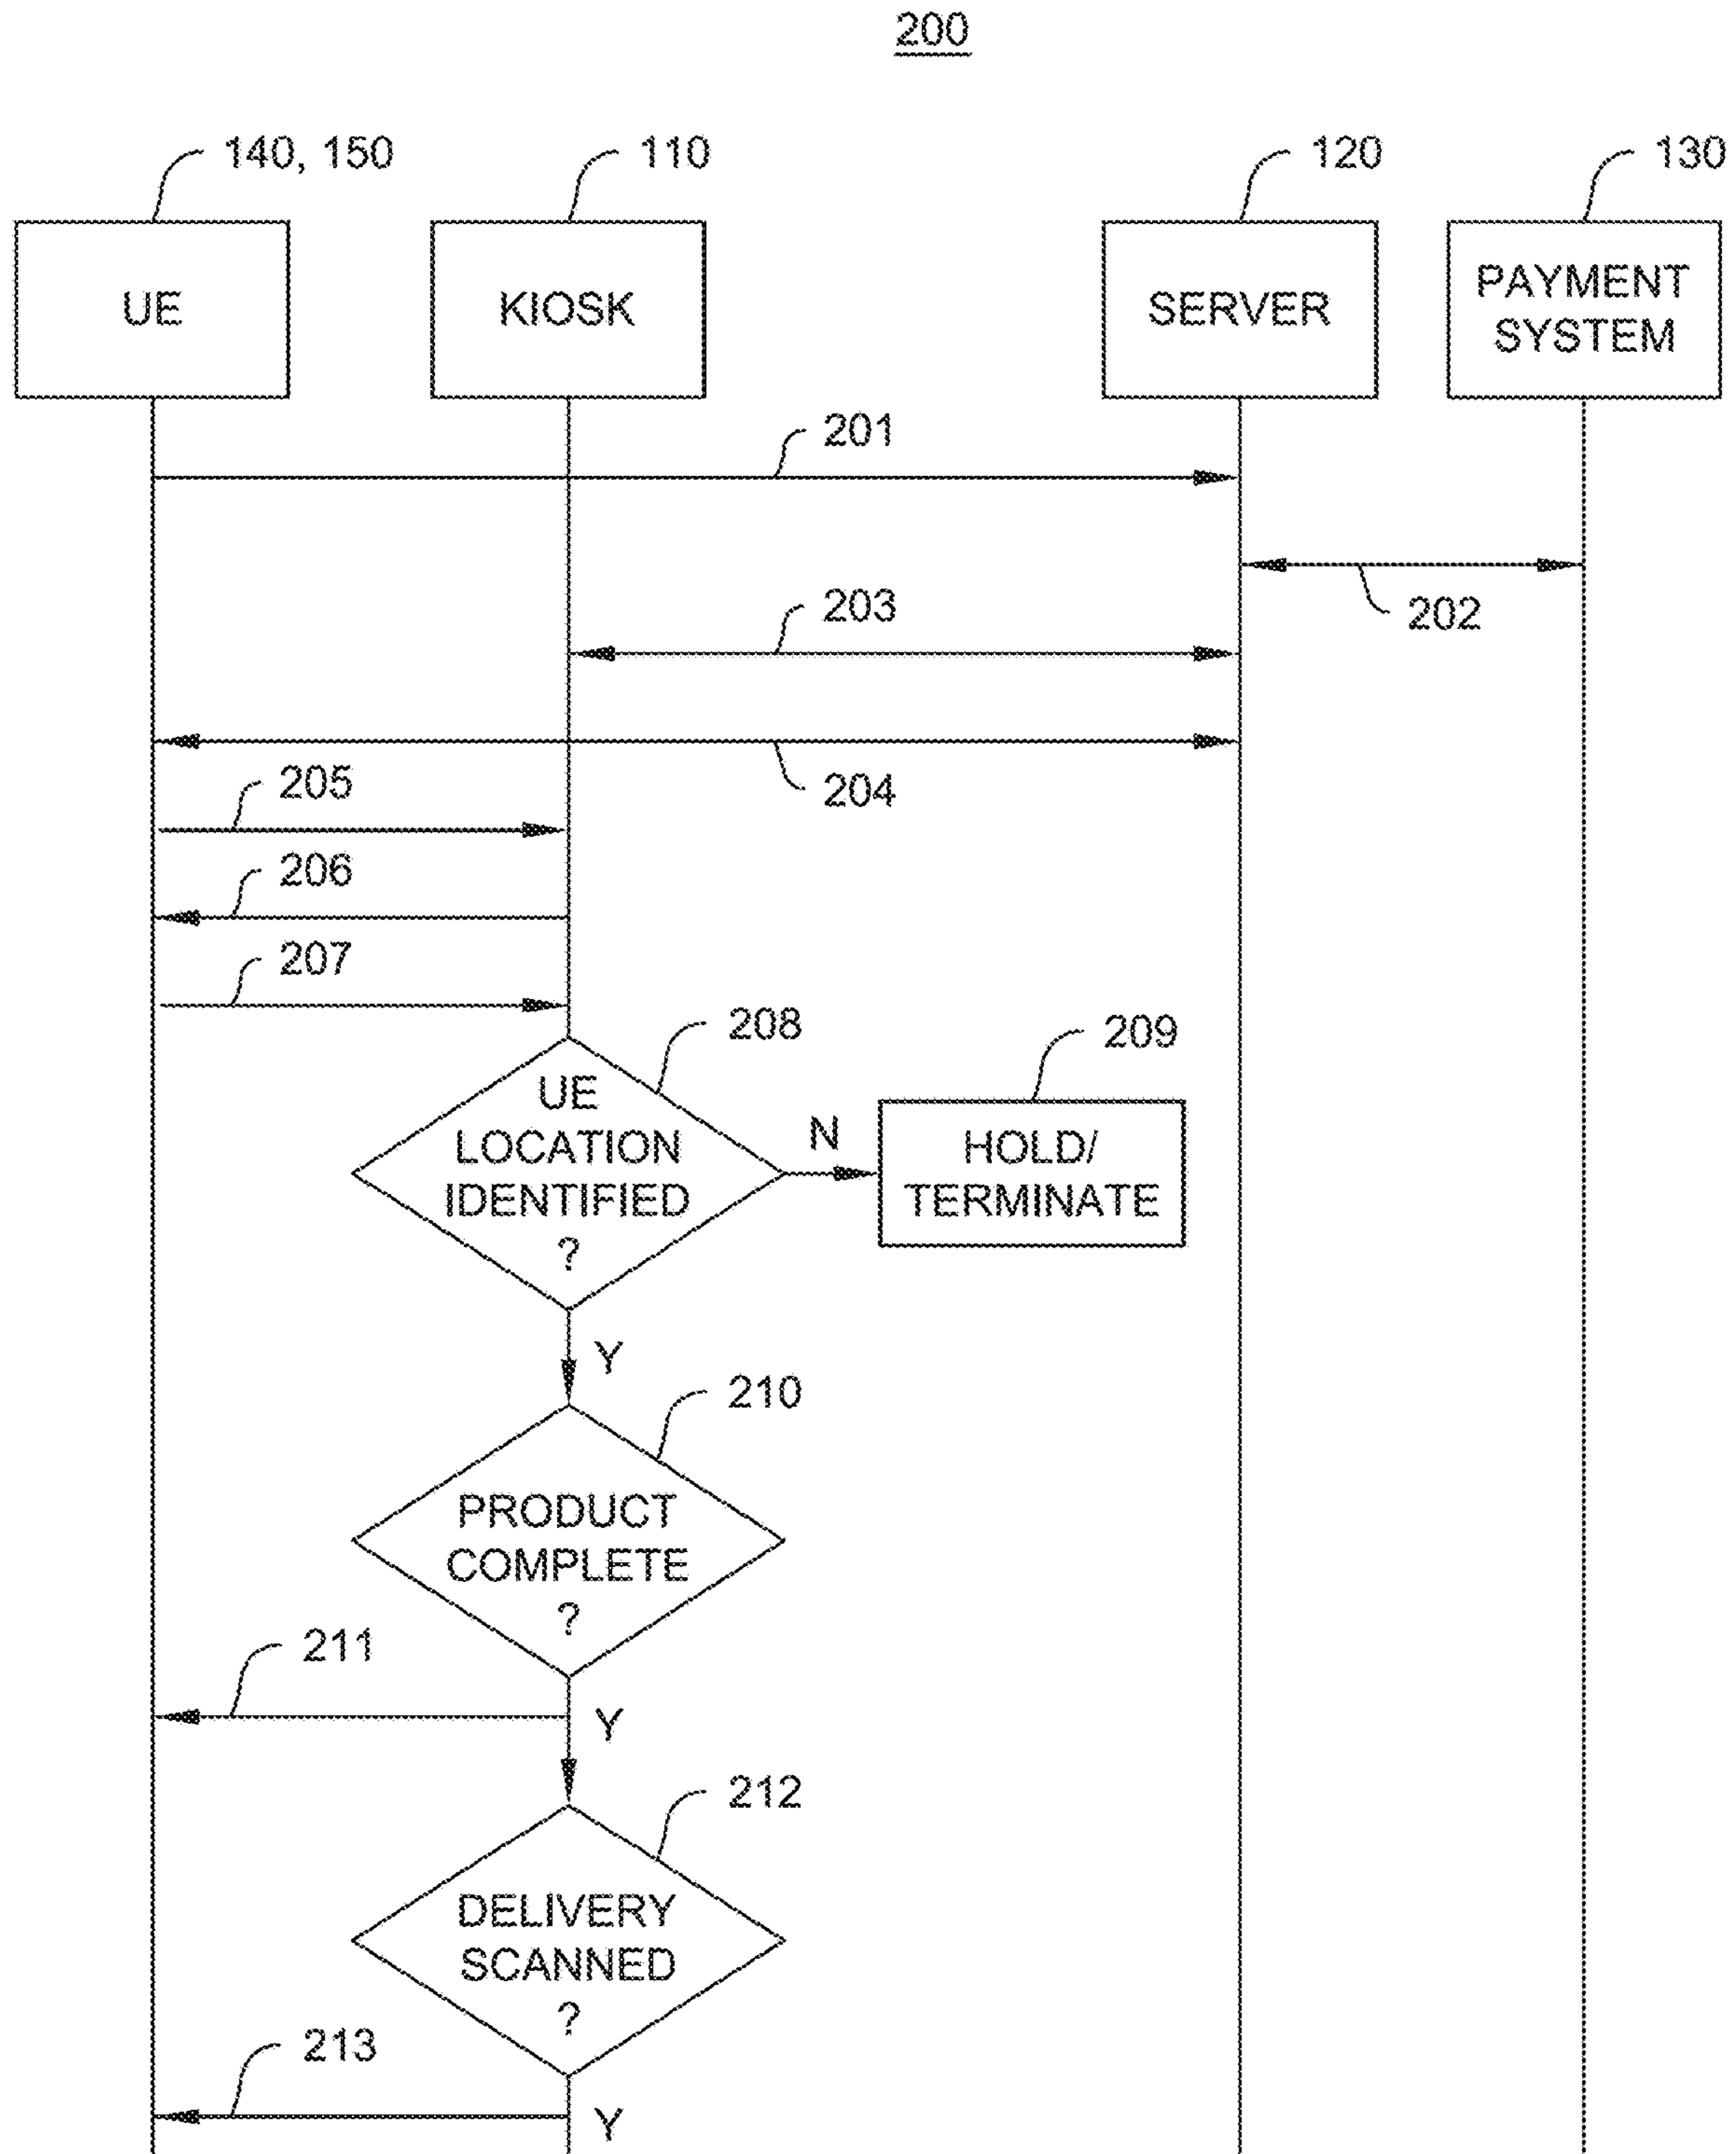 200
140, 150
110
120
130
UE
KIOSK
SERVER
PAYMENT
SYSTEM
201
202
203
204
205
206
207
208
209
UE
LOCATION
IDENTIFIED
?
N
HOLD/
TERMINATE
Y
210
PRODUCT
COMPLETE
?
211
Y
212
DELIVERY
SCANNED
?
213
Y